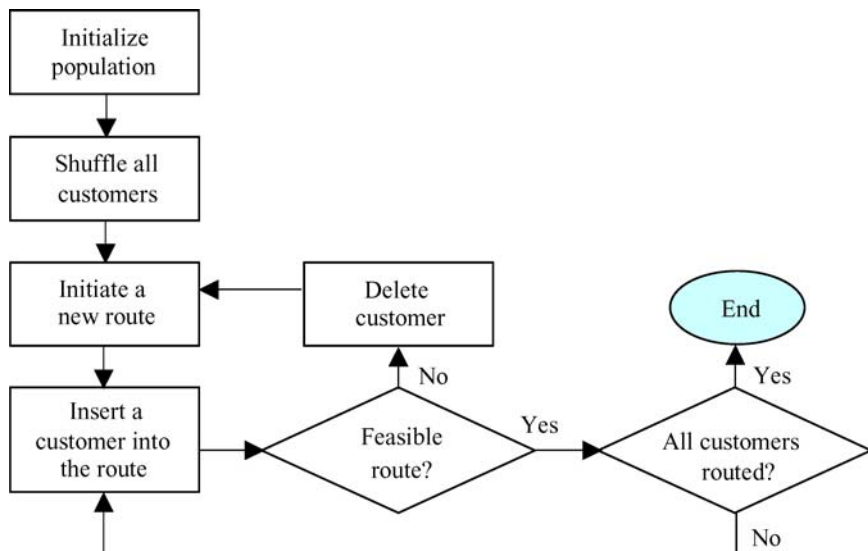 Initialize
population
Shuffle all
customers
Initiate a
new route
Delete
customer
End
No
Yes
Insert a
customer into
the route
Feasible
route?
Yes
All customers
routed?
No